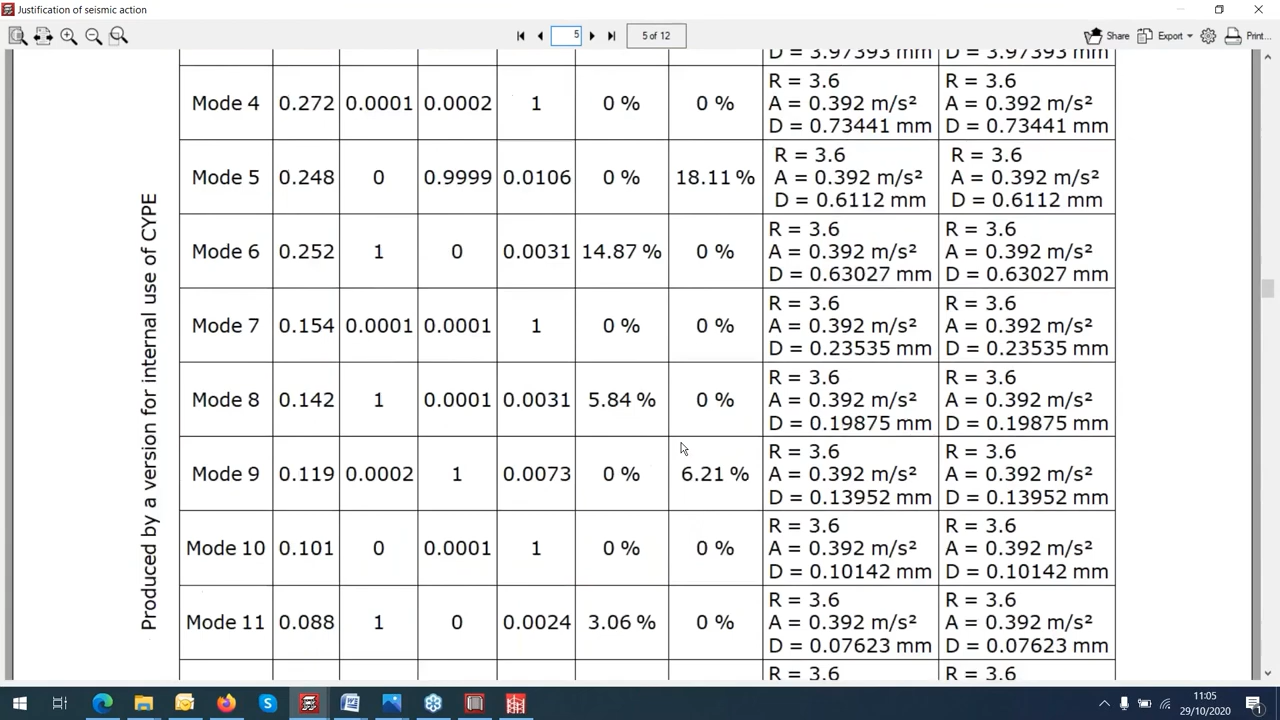 Justification of seismic action
5
5 of 12
Share
Export
Print...
D = 3.97393 mm
D = 3.97393 mm
Produced by a version for internal use of CYPE
Mode 4 0.272 0.0001 0.0002 1 0 % 0 %
R = 3.6 R = 3.6
A = 0.392 m/s² A = 0.392 m/s²
D = 0.73441 mm D = 0.73441 mm
Mode 5 0.248 0 0.9999 0.0106 0 % 18.11 %
R = 3.6 R = 3.6
A = 0.392 m/s² A = 0.392 m/s²
D = 0.6112 mm D = 0.6112 mm
Mode 6 0.252 1 0 0.0031 14.87 % 0 %
R = 3.6 R = 3.6
A = 0.392 m/s² A = 0.392 m/s²
D = 0.63027 mm D = 0.63027 mm
Mode 7 0.154 0.0001 0.0001 1 0 % 0 %
R = 3.6 R = 3.6
A = 0.392 m/s² A = 0.392 m/s²
D = 0.23535 mm D = 0.23535 mm
Mode 8 0.142 1 0.0001 0.0031 5.84 % 0 %
R = 3.6 R = 3.6
A = 0.392 m/s² A = 0.392 m/s²
D = 0.19875 mm D = 0.19875 mm
Mode 9 0.119 0.0002 1 0.0073 0 % 6.21 %
R = 3.6 R = 3.6
A = 0.392 m/s² A = 0.392 m/s²
D = 0.13952 mm D = 0.13952 mm
Mode 10 0.101 0 0.0001 1 0 % 0 %
R = 3.6 R = 3.6
A = 0.392 m/s² A = 0.392 m/s²
D = 0.10142 mm D = 0.10142 mm
Mode 11 0.088 1 0 0.0024 3.06 % 0 %
R = 3.6 R = 3.6
A = 0.392 m/s² A = 0.392 m/s²
D = 0.07623 mm D = 0.07623 mm
R = 3.6 R = 3.6
11:05
29/10/2020
1